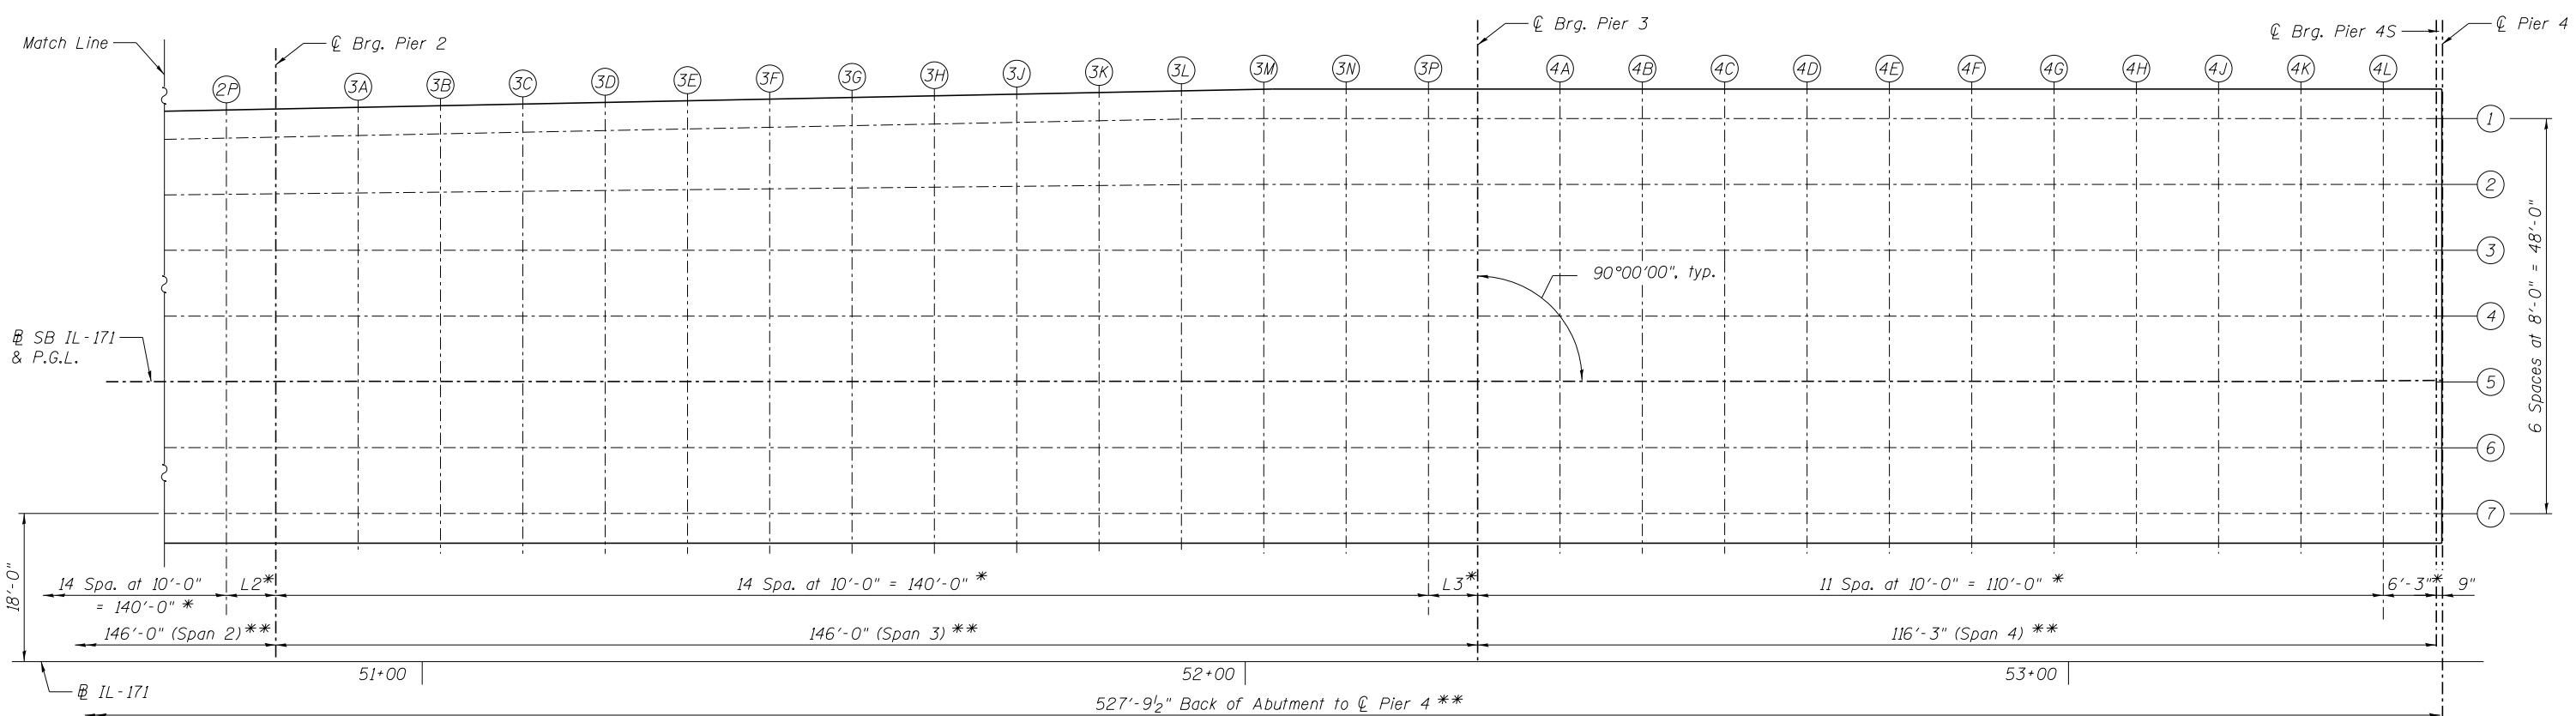 Match Line
℄ Brg. Pier 2
℄ Brg. Pier 3
℄ Brg. Pier 4S
℄ Pier 4
2P 3A 3B 3C 3D 3E 3F 3G 3H 3J 3K 3L 3M 3N 3P 4A 4B 4C 4D 4E 4F 4G 4H 4J 4K 4L
1
2
3
4
5
6
7
6 Spaces at 8'-0" = 48'-0"
90°00'00", typ.
B̲L SB IL-171
& P.G.L.
18'-0"
14 Spa. at 10'-0"
= 140'-0" *
L2*
14 Spa. at 10'-0" = 140'-0" *
L3*
11 Spa. at 10'-0" = 110'-0" *
6'-3"*
9"
146'-0" (Span 2) **
146'-0" (Span 3) **
116'-3" (Span 4) **
51+00
52+00
53+00
B̲L IL-171
527'-9½" Back of Abutment to ℄ Pier 4 **